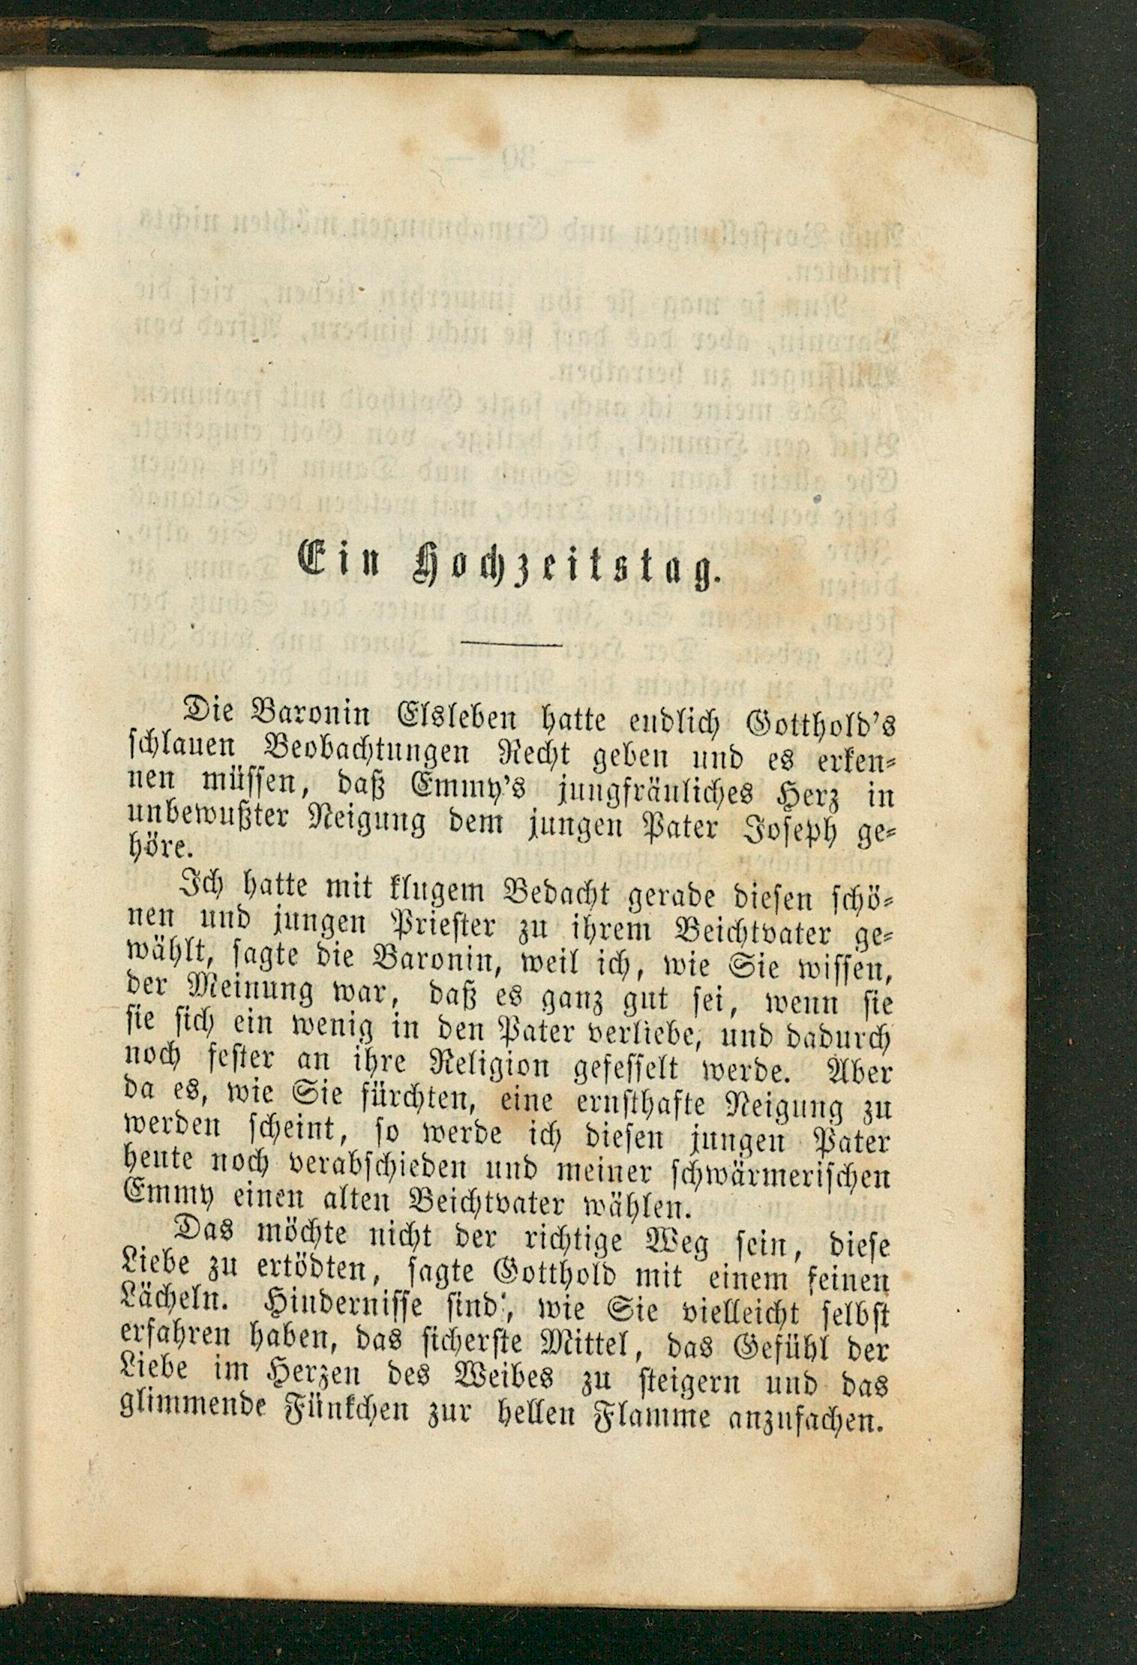 Ein Hochzeitstag.
Die Baronin Elsleben hatte endlich Gotthold's
schlauen Beobachtungen Recht geben und es erken-
nen müssen, daß Emmy's jungfräuliches Herz in
unbewußter Neigung dem jungen Pater Joseph ge-
höre.
Ich hatte mit klugem Bedacht gerade diesen schö-
nen und jungen Priester zu ihrem Beichtvater ge-
wählt, sagte die Baronin, weil ich, wie Sie wissen,
der Meinung war, daß es ganz gut sei, wenn sie
sie sich ein wenig in den Pater verliebe, und dadurch
noch fester an ihre Religion gefesselt werde. Aber
da es, wie Sie fürchten, eine ernsthafte Neigung zu
werden scheint, so werde ich diesen jungen Pater
heute noch verabschieden und meiner schwärmerischen
Emmy einen alten Beichtvater wählen.
Das möchte nicht der richtige Weg sein, diese
Liebe zu ertödten, sagte Gotthold mit einem feinen
Lächeln. Hindernisse sind, wie Sie vielleicht selbst
erfahren haben, das sicherste Mittel, das Gefühl der
Liebe im Herzen des Weibes zu steigern und das
glimmende Fünkchen zur hellen Flamme anzufachen.